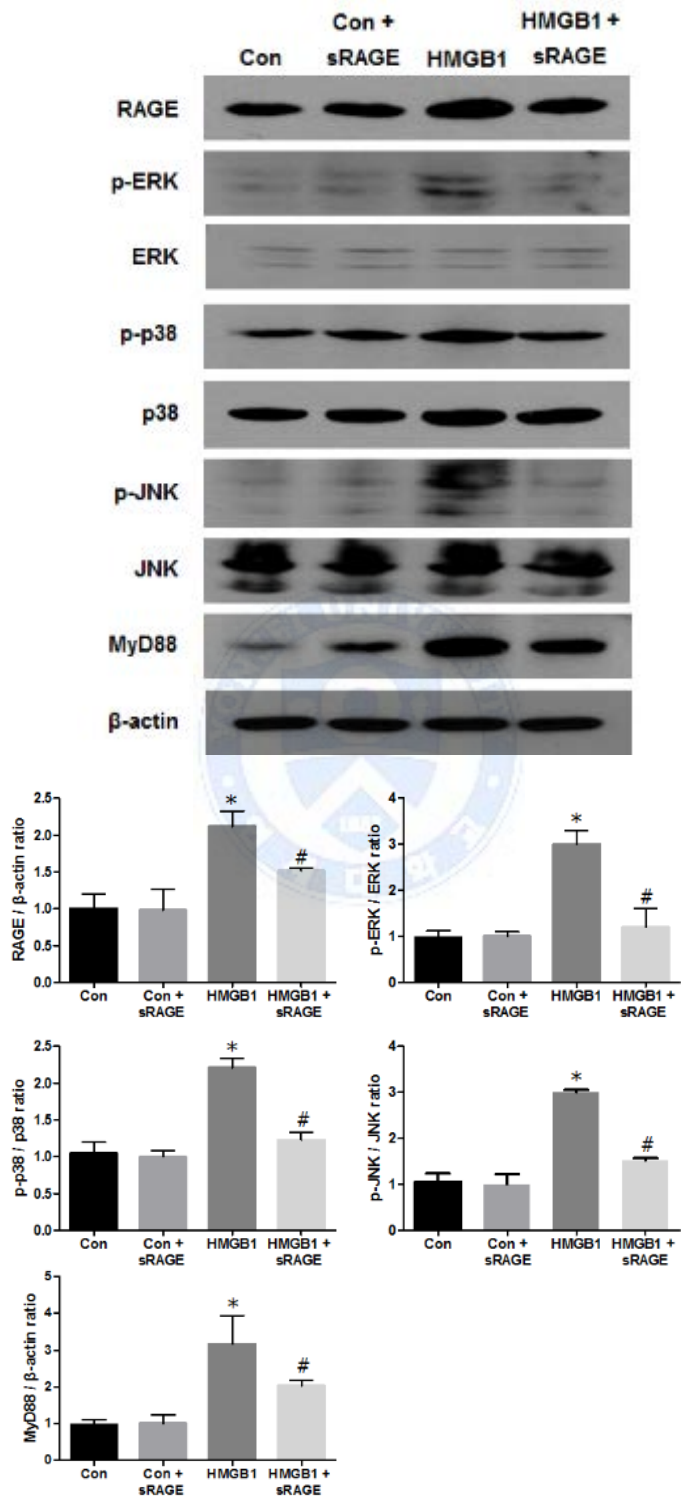 Con
Con +
sRAGE
HMGB1
HMGB1 +
sRAGE
RAGE
p-ERK
ERK
p-p38
p38
p-JNK
JNK
MyD88
β-actin
RAGE / β-actin ratio
2.5
2.0
1.5
1.0
0.5
0.0
*
#
Con
Con +
sRAGE
HMGB1
HMGB1 +
sRAGE
p-ERK / ERK ratio
4
3
2
1
0
*
#
Con
Con +
sRAGE
HMGB1
HMGB1 +
sRAGE
p-p38 / p38 ratio
2.5
2.0
1.5
1.0
0.5
0.0
*
#
Con
Con +
sRAGE
HMGB1
HMGB1 +
sRAGE
p-JNK / JNK ratio
4
3
2
1
0
*
#
Con
Con +
sRAGE
HMGB1
HMGB1 +
sRAGE
MyD88 / β-actin ratio
5
4
3
2
1
0
*
#
Con
Con +
sRAGE
HMGB1
HMGB1 +
sRAGE